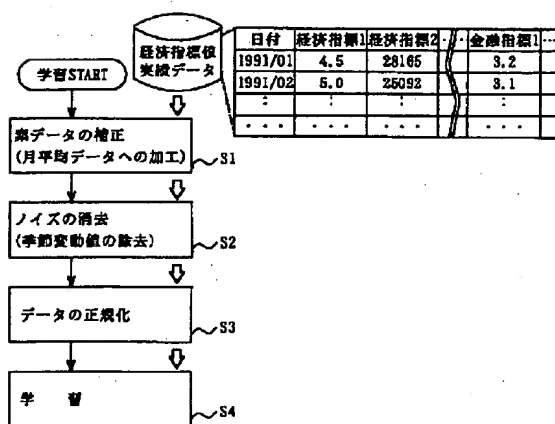 経済指標値
実績データ
日付 経済指標1 経済指標2 ・・ 金融指標1 ・・・
1991/01 4.5 28165 3.2
1991/02 5.0 25092 3.1
: : : :
・・・ ・・・ ・・・ ・・・
学習START
素データの補正
(月平均データへの加工)
S1
ノイズの消去
(季節変動値の除去)
S2
データの正規化
S3
学 習
S4